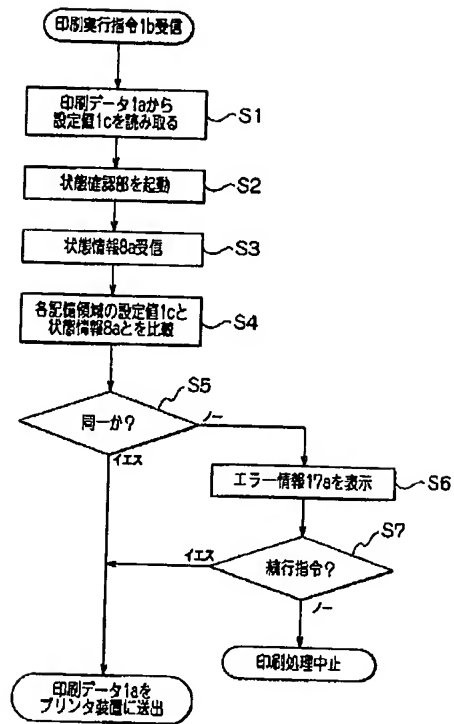 印刷実行指令1b受信
印刷データ1aから
設定値1cを読み取る
S1
状態確認部を起動
S2
状態情報8a受信
S3
各記憶領域の設定値1cと
状態情報8aとを比較
S4
S5
同一か?
ノー
イエス
エラー情報17aを表示
S6
S7
続行指令?
イエス
ノー
印刷処理中止
印刷データ1aを
プリンタ装置に送出